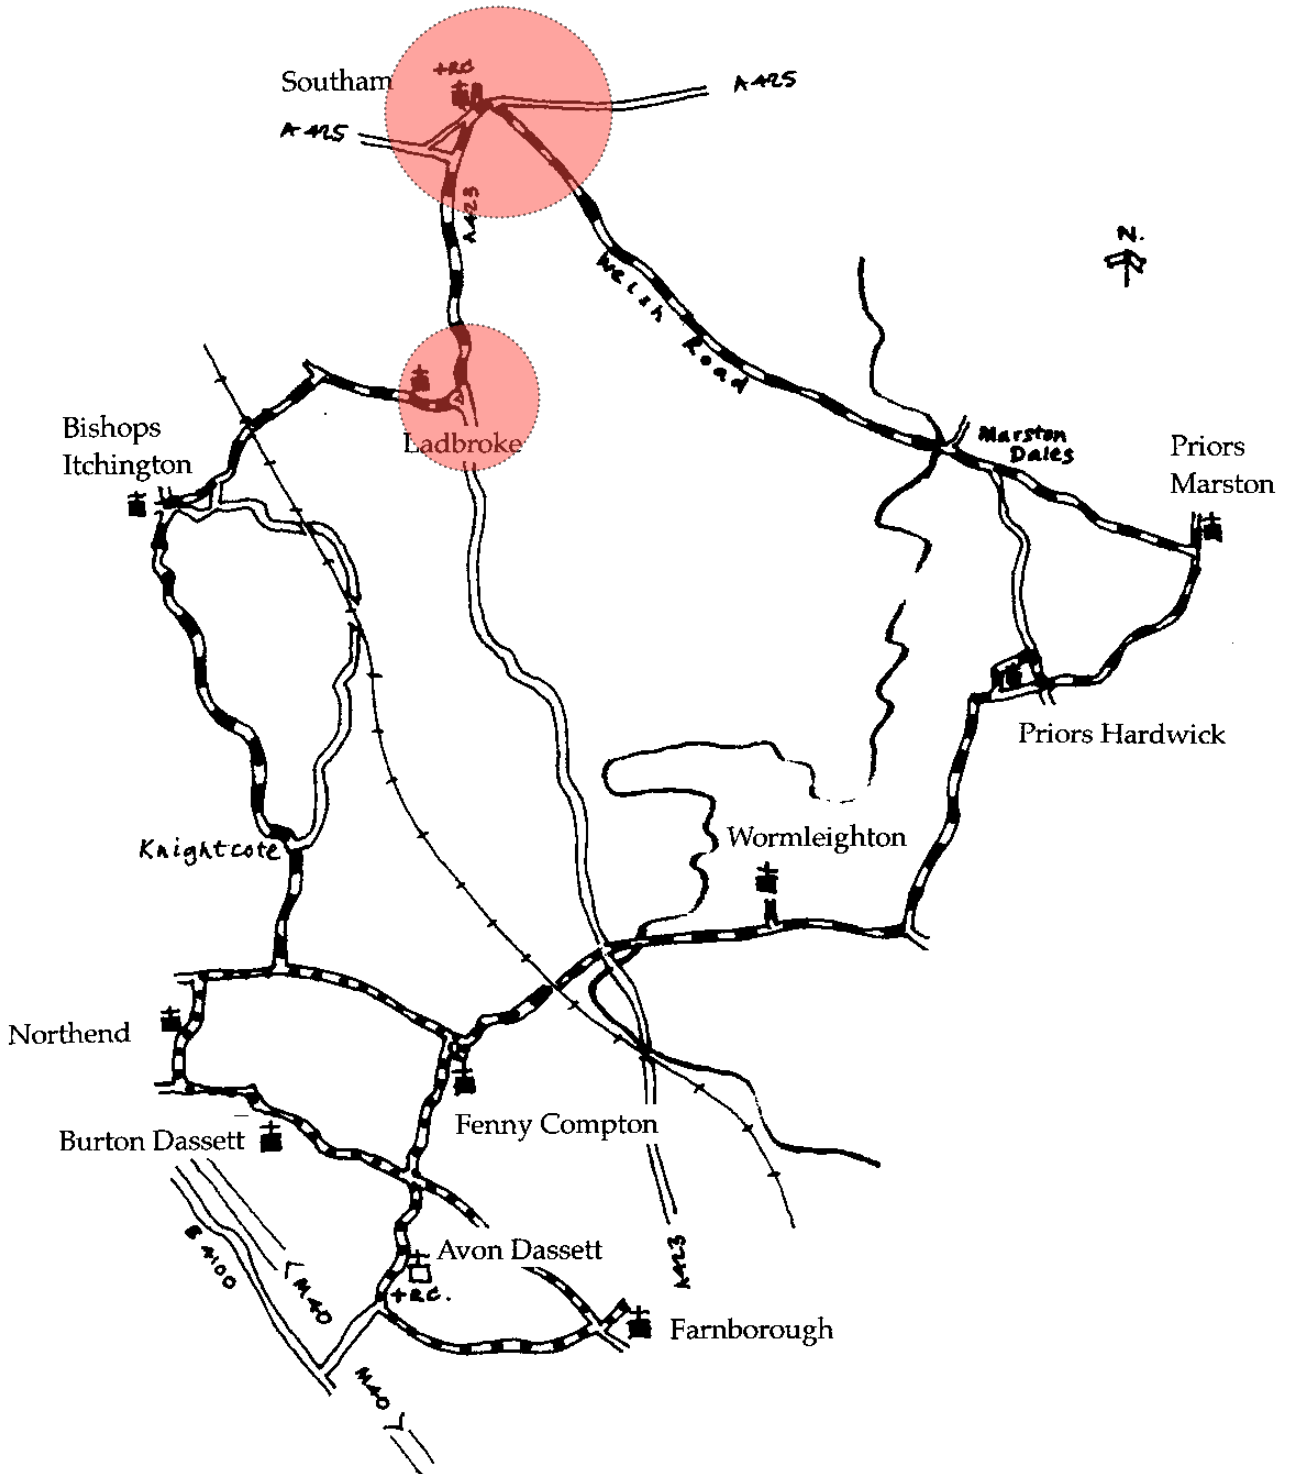 +RC
Southam
A425
A425
A423
N.
Welsh
Road
Marston
Dales
Priors
Marston
Bishops
Itchington
Ladbroke
Priors Hardwick
Wormleighton
Knightcote
Northend
Fenny Compton
Burton Dassett
Avon Dassett
B4100
<M40
A423
+RC.
Farnborough
M40>